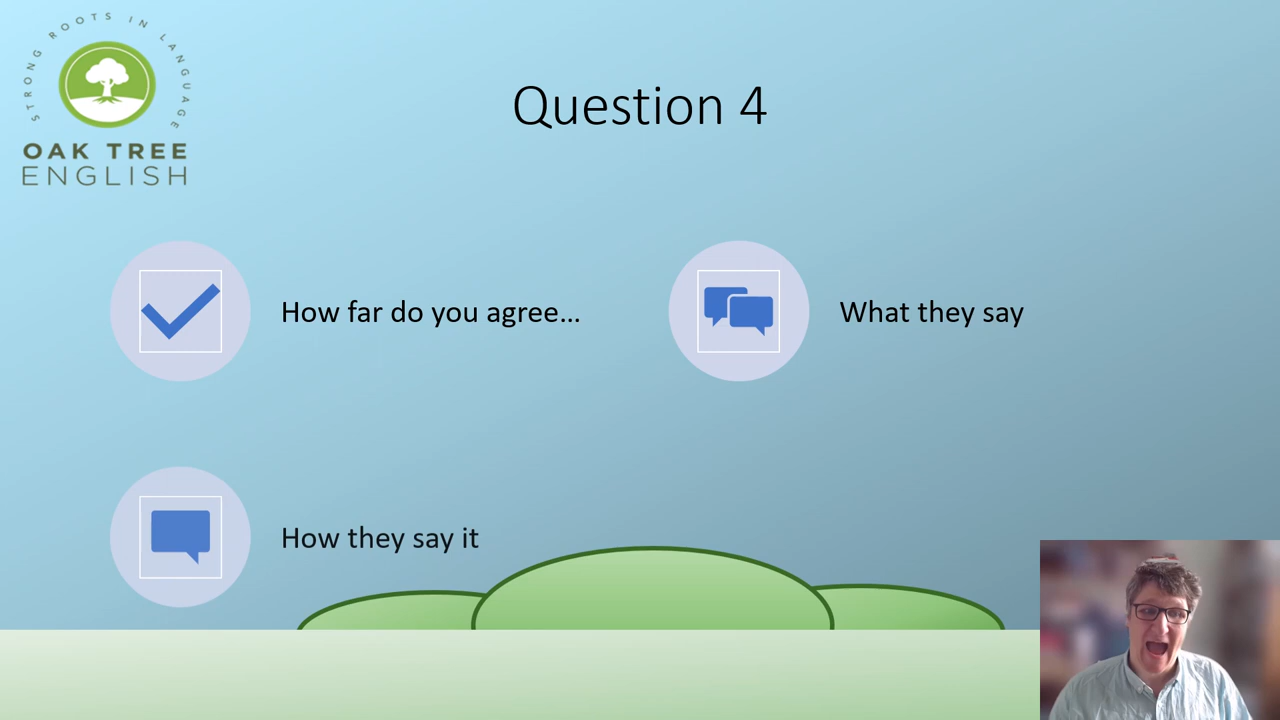 STRONG ROOTS IN LANGUAGE
OAK TREE
ENGLISH
Question 4
How far do you agree...
What they say
How they say it